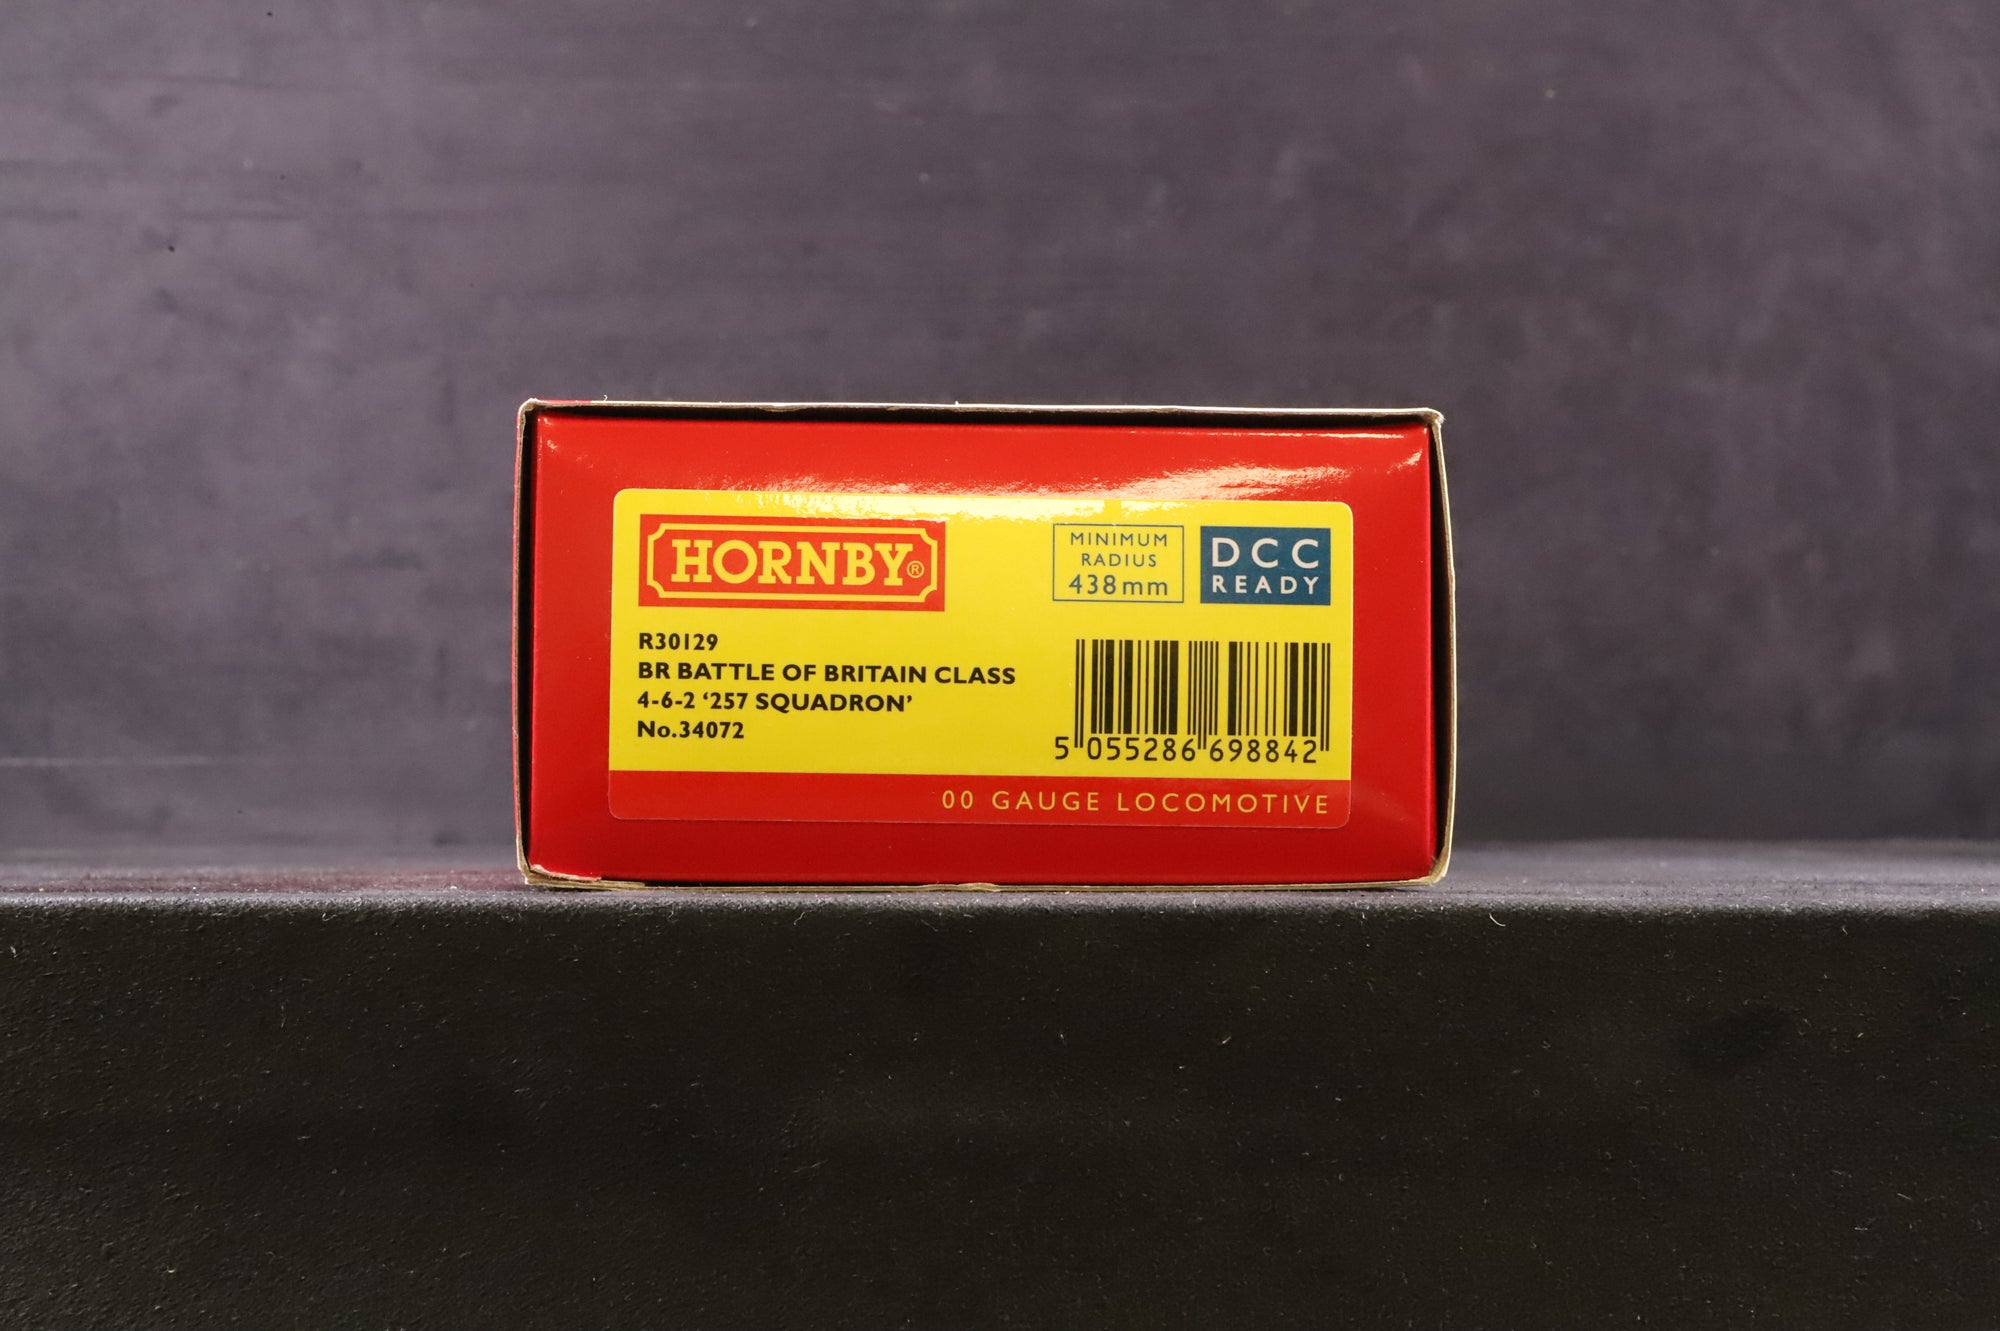 HORNBY®
MINIMUM
RADIUS
438mm
DCC
READY
R30129
BR BATTLE OF BRITAIN CLASS
4-6-2 ‘257 SQUADRON’
No.34072
5 055286 698842
00 GAUGE LOCOMOTIVE